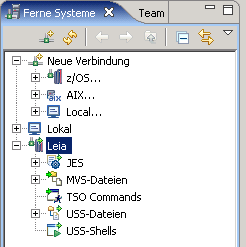 Ferne Systeme Team
Neue Verbindung
z/OS...
AIX...
Local...
Lokal
Leia
JES
MVS-Dateien
TSO Commands
USS-Dateien
USS-Shells